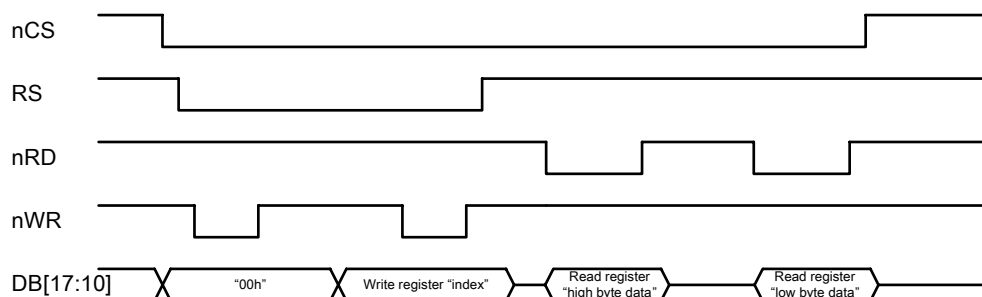 nCS
RS
nRD
nWR
DB[17:10]
“00h”
Write register “index”
Read register
“high byte data”
Read register
“low byte data”